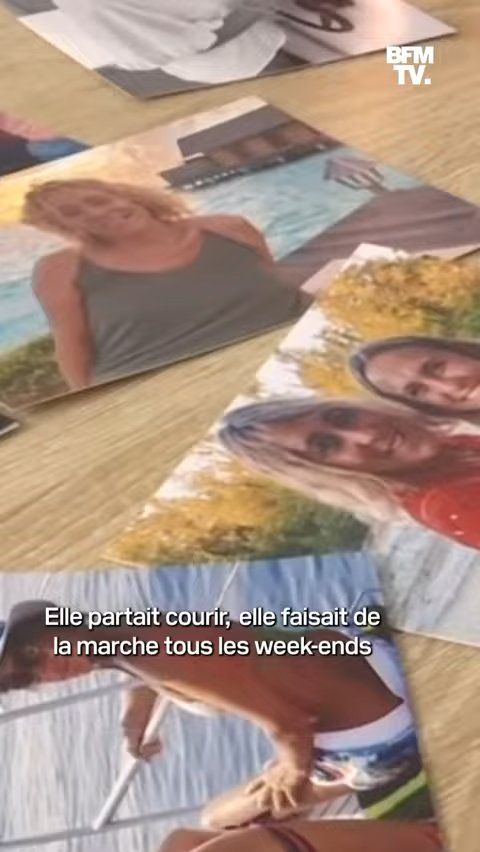 BFM
TV.
Elle partait courir, elle faisait de
la marche tous les week-ends